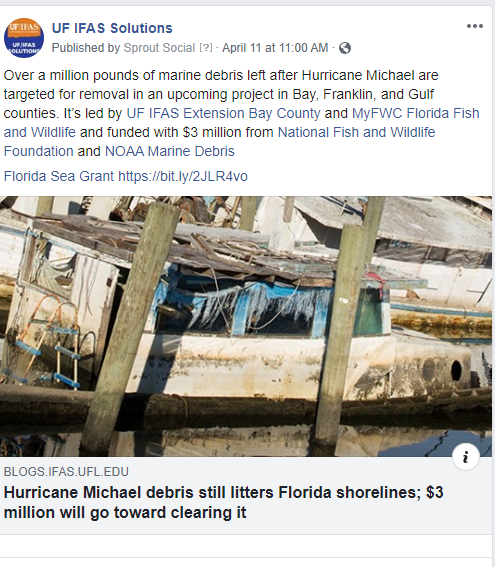 UF/IFAS
UF/IFAS
SOLUTIONS
UF IFAS Solutions
Published by Sprout Social [?] · April 11 at 11:00 AM ·
Over a million pounds of marine debris left after Hurricane Michael are
targeted for removal in an upcoming project in Bay, Franklin, and Gulf
counties. It's led by UF IFAS Extension Bay County and MyFWC Florida Fish
and Wildlife and funded with $3 million from National Fish and Wildlife
Foundation and NOAA Marine Debris
Florida Sea Grant https://bit.ly/2JLR4vo
i
BLOGS.IFAS.UFL.EDU
Hurricane Michael debris still litters Florida shorelines; $3
million will go toward clearing it